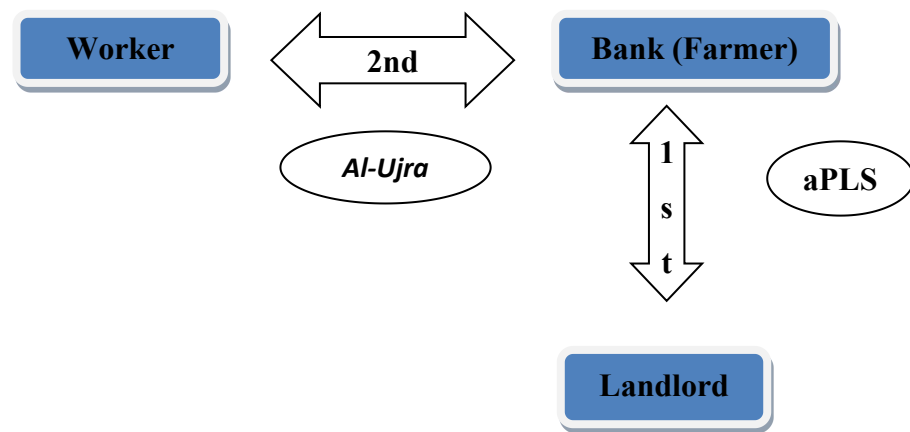 Worker
2nd
Bank (Farmer)
Al-Ujra
1
s
t
aPLS
Landlord